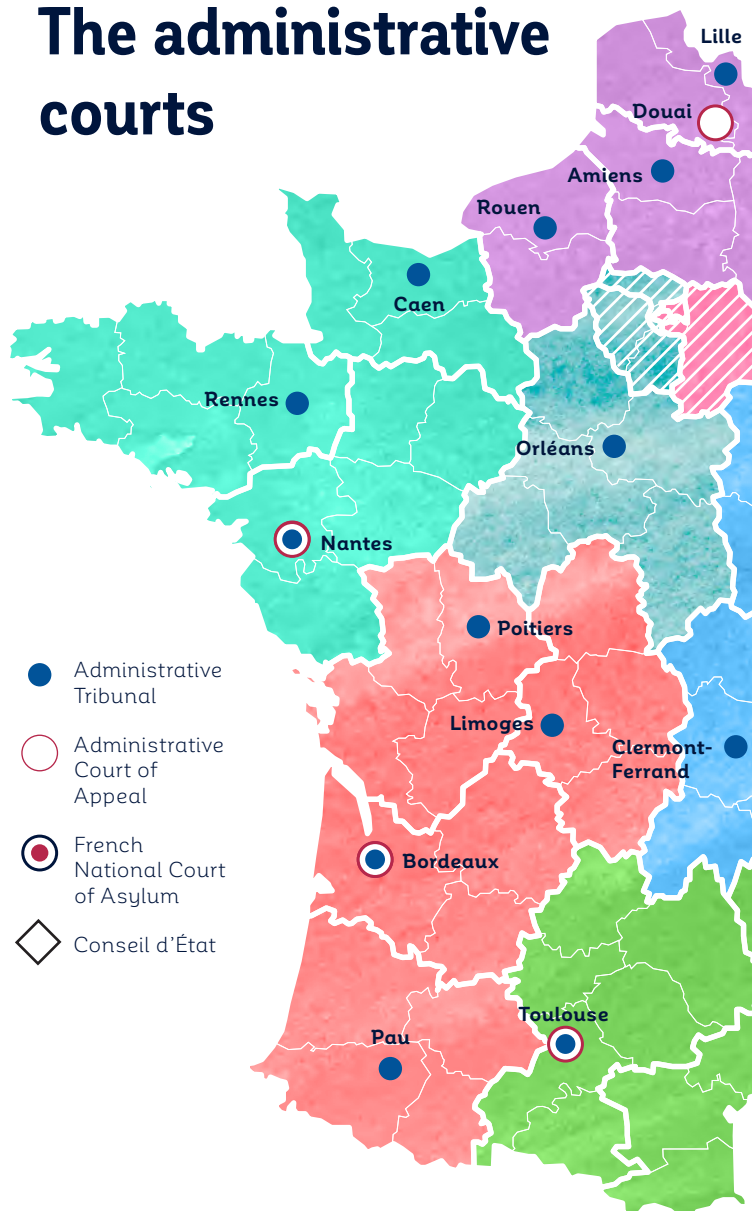 The administrative
courts
Lille
Douai
Amiens
Rouen
Caen
Rennes
Orléans
Nantes
Poitiers
Administrative
Tribunal
Limoges
Administrative
Court of
Appeal
Clermont-
Ferrand
French
National Court
of Asylum
Bordeaux
Conseil d’État
Toulouse
Pau